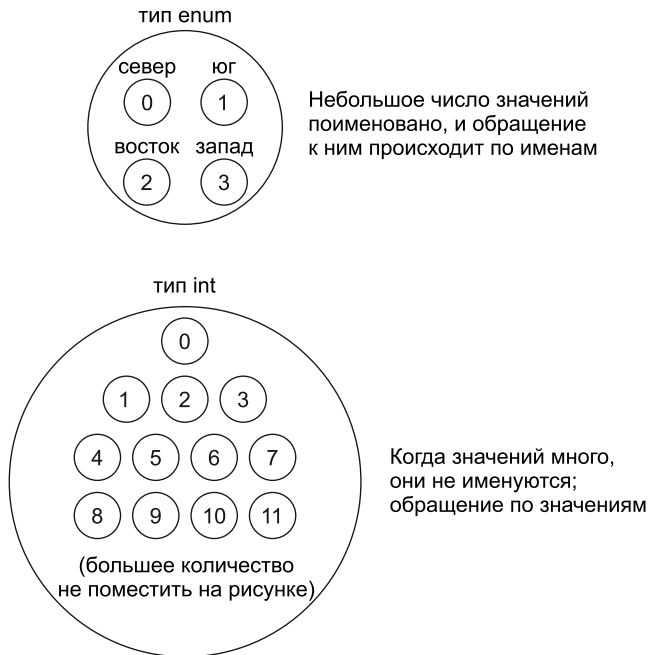 тип enum
север юг
0 1
восток запад
2 3
Небольшое число значений
поименовано, и обращение
к ним происходит по именам
тип int
0
1 2 3
4 5 6 7
8 9 10 11
(большее количество
не поместить на рисунке)
Когда значений много,
они не именуются;
обращение по значениям